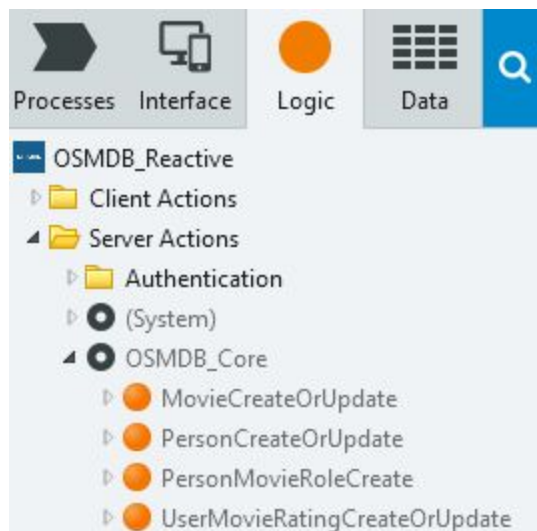 Processes Interface Logic Data
OSMDB_Reactive
Client Actions
Server Actions
Authentication
(System)
OSMDB_Core
MovieCreateOrUpdate
PersonCreateOrUpdate
PersonMovieRoleCreate
UserMovieRatingCreateOrUpdate